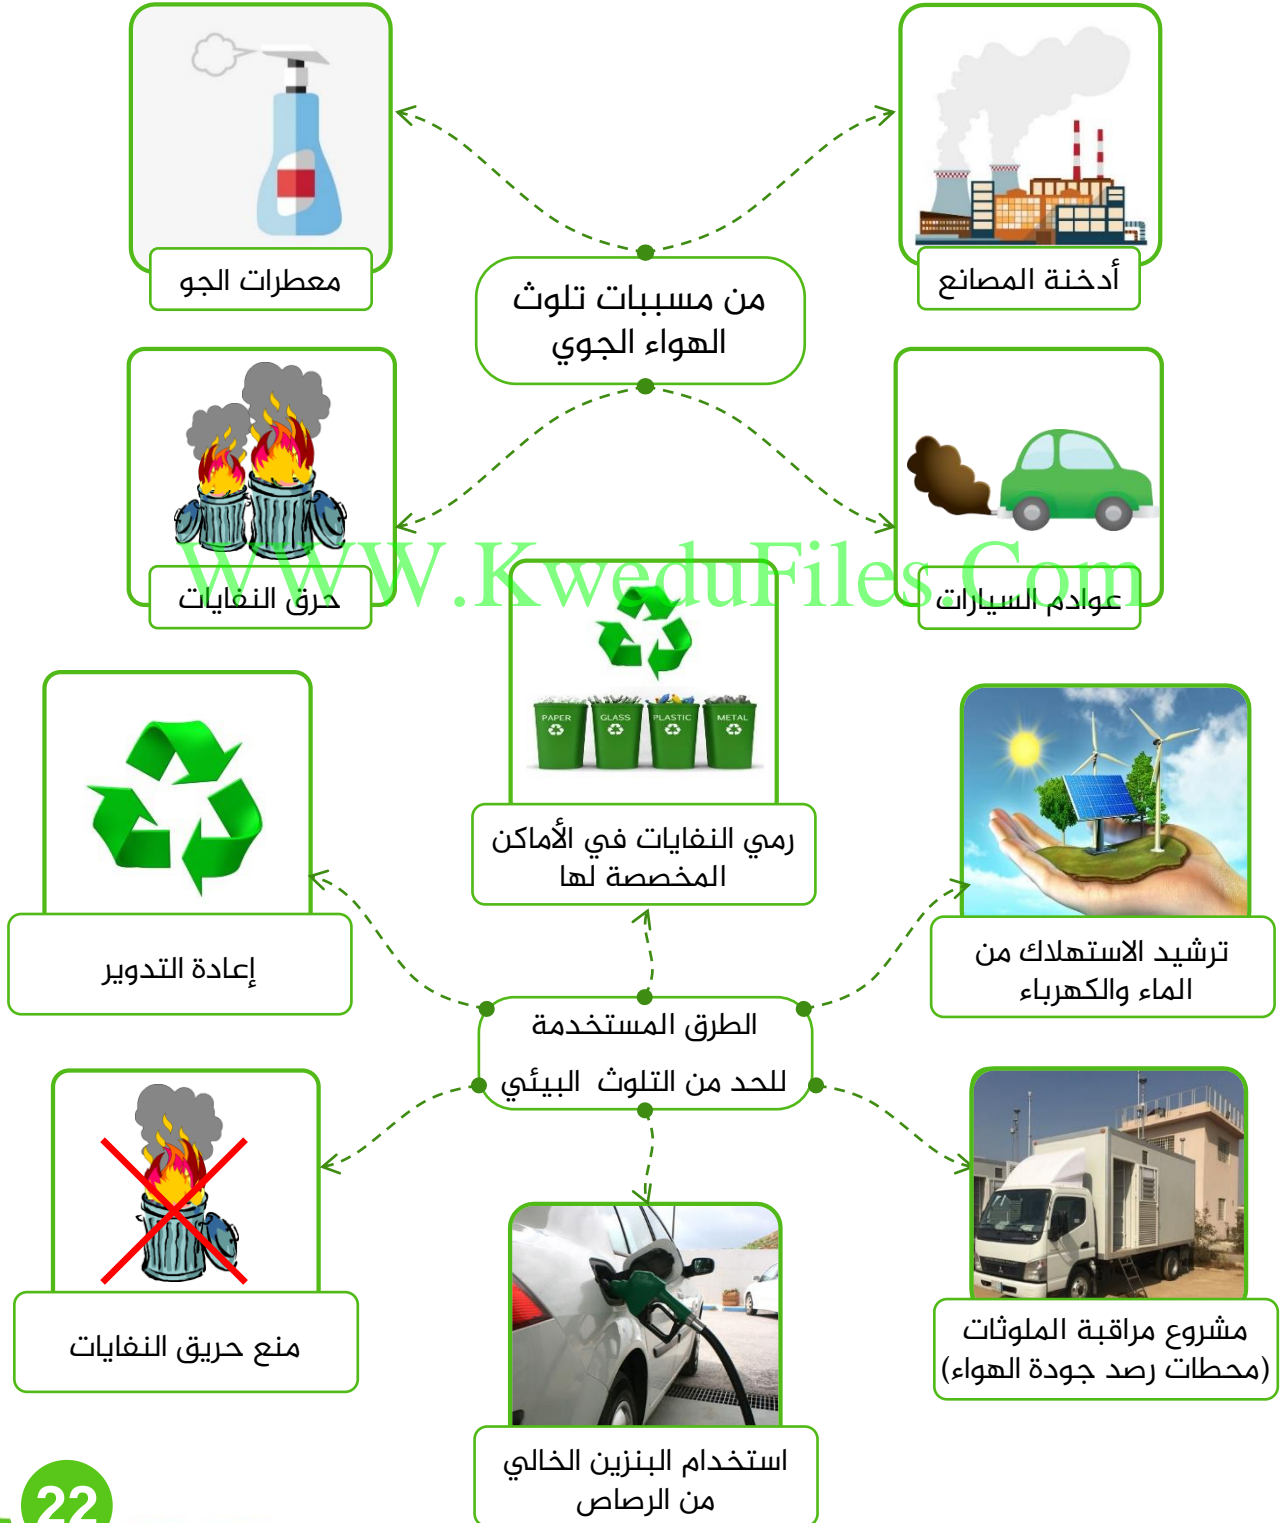 أدخنة المصانع
معطرات الجو
من مسببات تلوث
الهواء الجوي
عوادم السيارات
حرق النفايات
WWW.KweduFiles.Com
PAPER
GLASS
PLASTIC
METAL
رمي النفايات في الأماكن
المخصصة لها
ترشيد الاستهلاك من
الماء والكهرباء
إعادة التدوير
الطرق المستخدمة
للحد من التلوث البيئي
مشروع مراقبة الملوثات
(محطات رصد جودة الهواء)
منع حريق النفايات
استخدام البنزين الخالي
من الرصاص
22